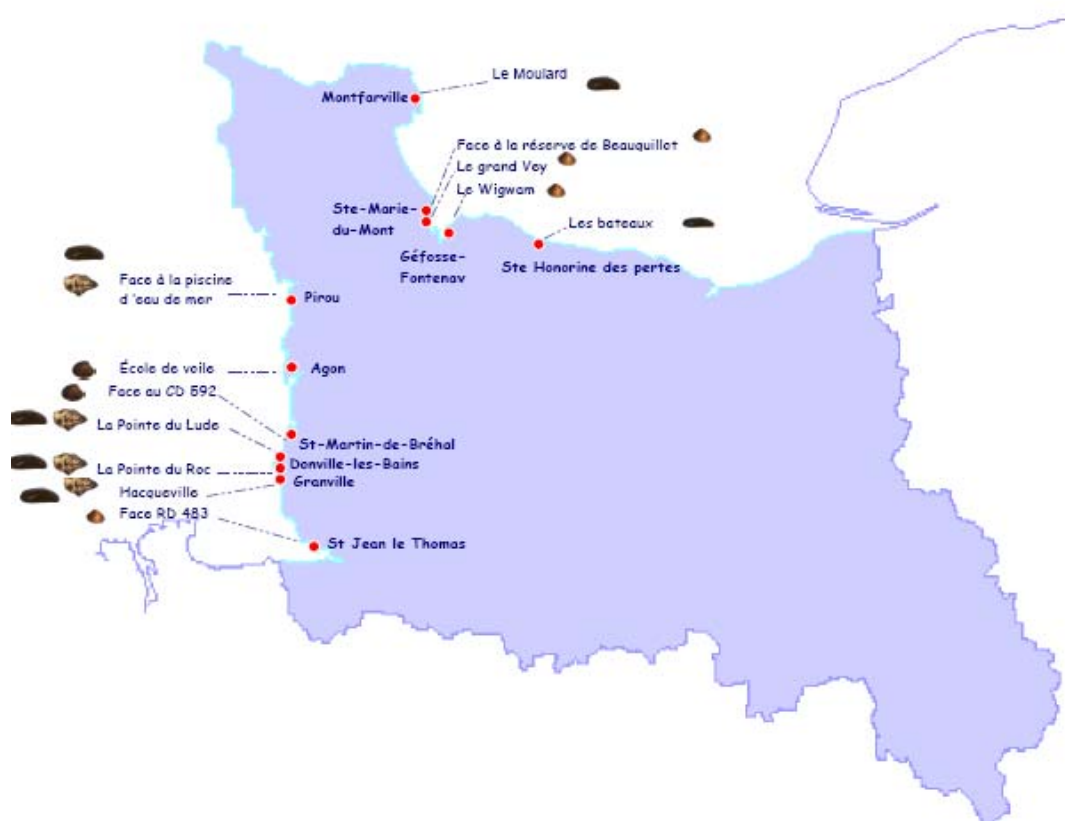 Le Moulard
Montfarville
Face à la réserve de Beauquillot
Le grand Vey
Le Wigwam
Ste-Marie-
du-Mont
Les bateaux
Géfosse-
Fontenav
Ste Honorine des pertes
Face à la piscine
d'eau de mer
Pirou
École de voile
Agon
Face au CD 592
La Pointe du Lude
St-Martin-de-Bréhal
Donville-les-Bains
La Pointe du Roc
Hacqueville
Granville
Face RD 483
St Jean le Thomas